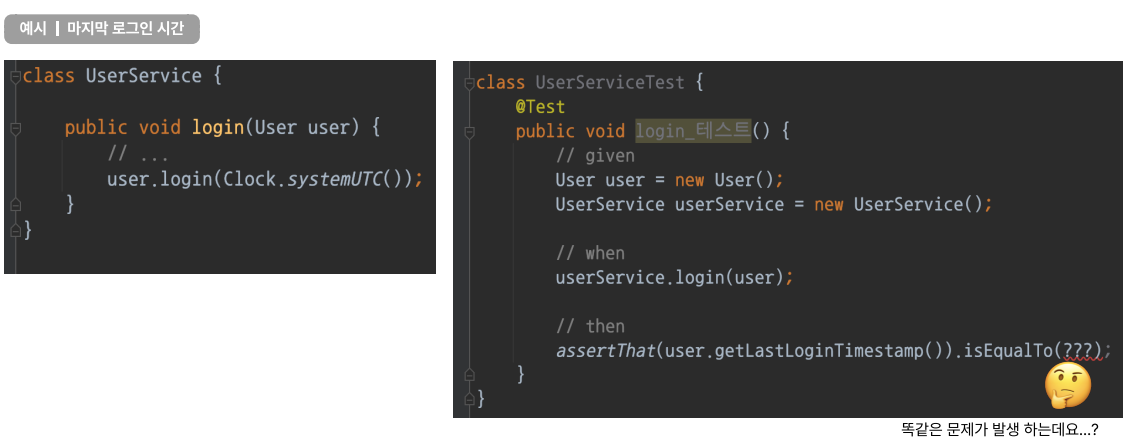 예시 | 마지막 로그인 시간
class UserService {
public void login(User user) {
// ...
user.login(Clock.systemUTC());
}
}
class UserServiceTest {
@Test
public void login_테스트() {
// given
User user = new User();
UserService userService = new UserService();
// when
userService.login(user);
// then
assertThat(user.getLastLoginTimestamp()).isEqualTo(???);
}
}
똑같은 문제가 발생 하는데요...?